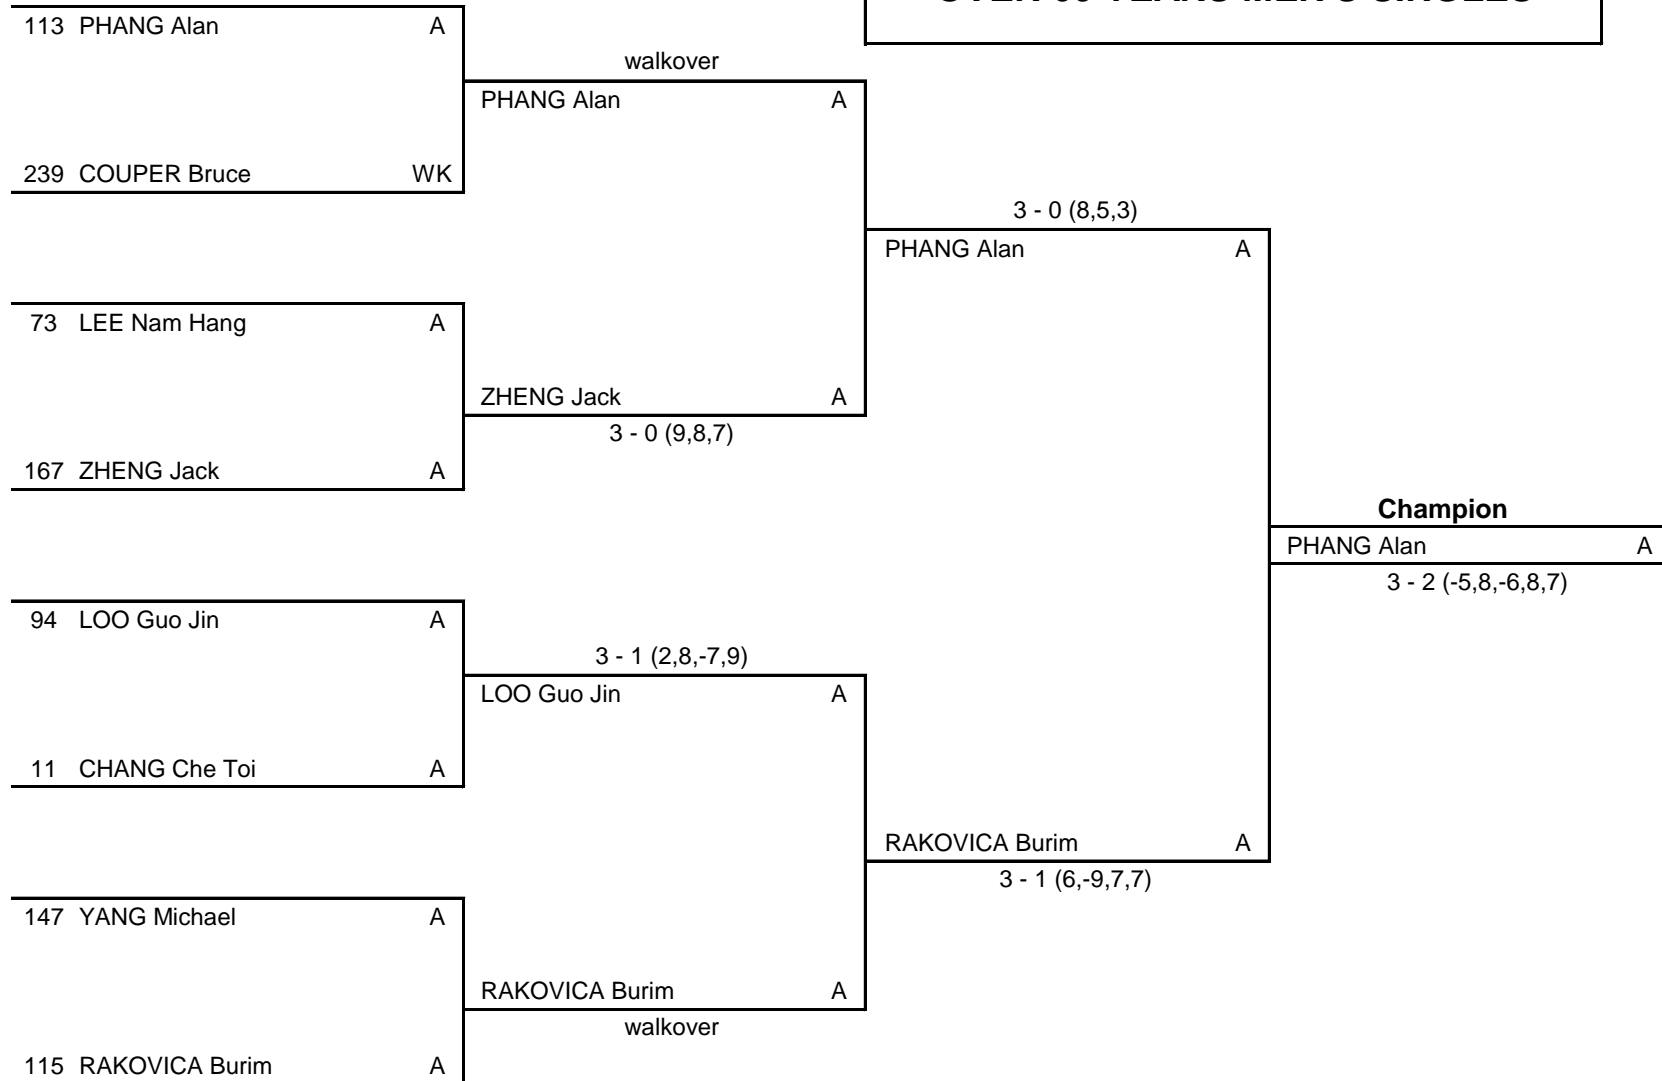 113 PHANG Alan A
walkover
PHANG Alan A
239 COUPER Bruce WK
3 - 0 (8,5,3)
PHANG Alan A
73 LEE Nam Hang A
ZHENG Jack A
3 - 0 (9,8,7)
167 ZHENG Jack A
Champion
PHANG Alan A
3 - 2 (-5,8,-6,8,7)
94 LOO Guo Jin A
3 - 1 (2,8,-7,9)
LOO Guo Jin A
11 CHANG Che Toi A
RAKOVICA Burim A
3 - 1 (6,-9,7,7)
147 YANG Michael A
RAKOVICA Burim A
walkover
115 RAKOVICA Burim A